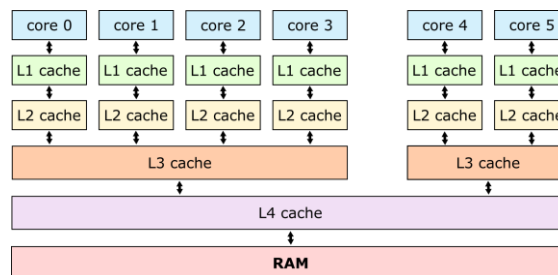 core 0 core 1 core 2 core 3 core 4 core 5
L1 cache L1 cache L1 cache L1 cache L1 cache L1 cache
L2 cache L2 cache L2 cache L2 cache L2 cache L2 cache
L3 cache L3 cache
L4 cache
RAM